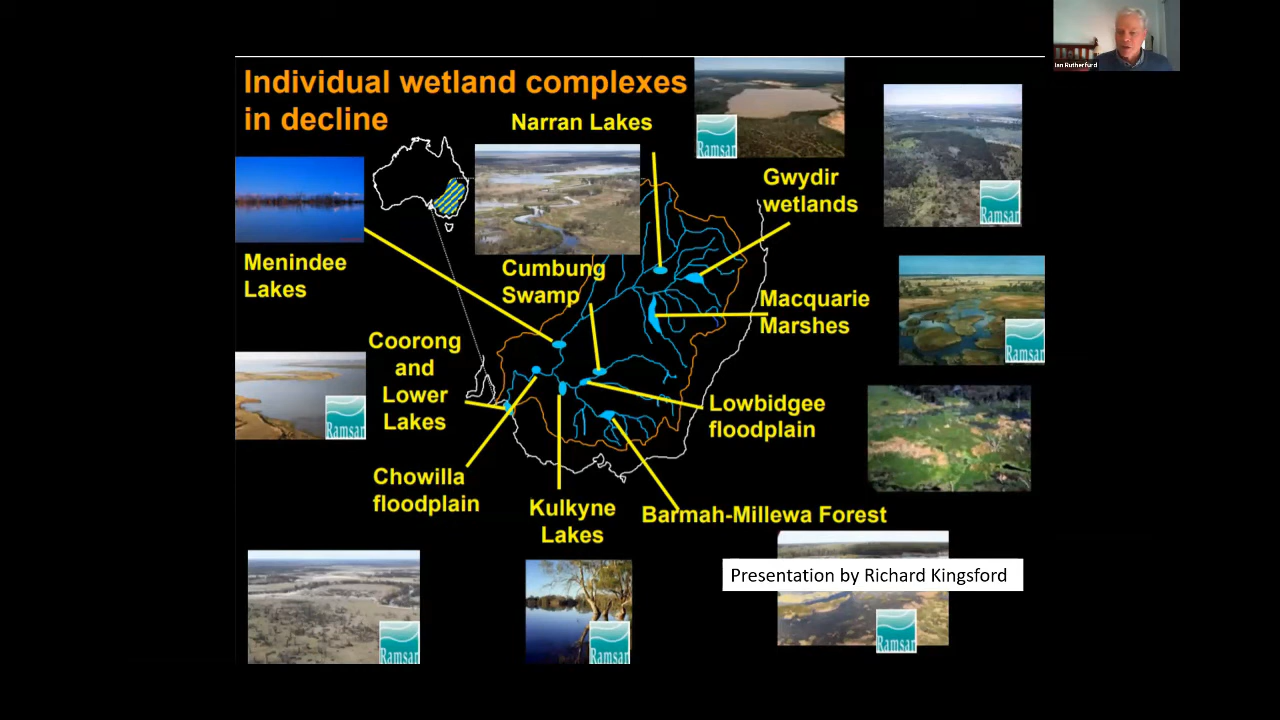 Ian Rutherfurd
Individual wetland complexes
in decline
Narran Lakes
Ramsar
Gwydir
wetlands
Ramsar
Menindee
Lakes
Cumbung
Swamp
Macquarie
Marshes
Ramsar
Coorong
and
Lower
Lakes
Ramsar
Lowbidgee
floodplain
Chowilla
floodplain
Kulkyne
Lakes
Barmah-Millewa Forest
Presentation by Richard Kingsford
Ramsar
Ramsar
Ramsar